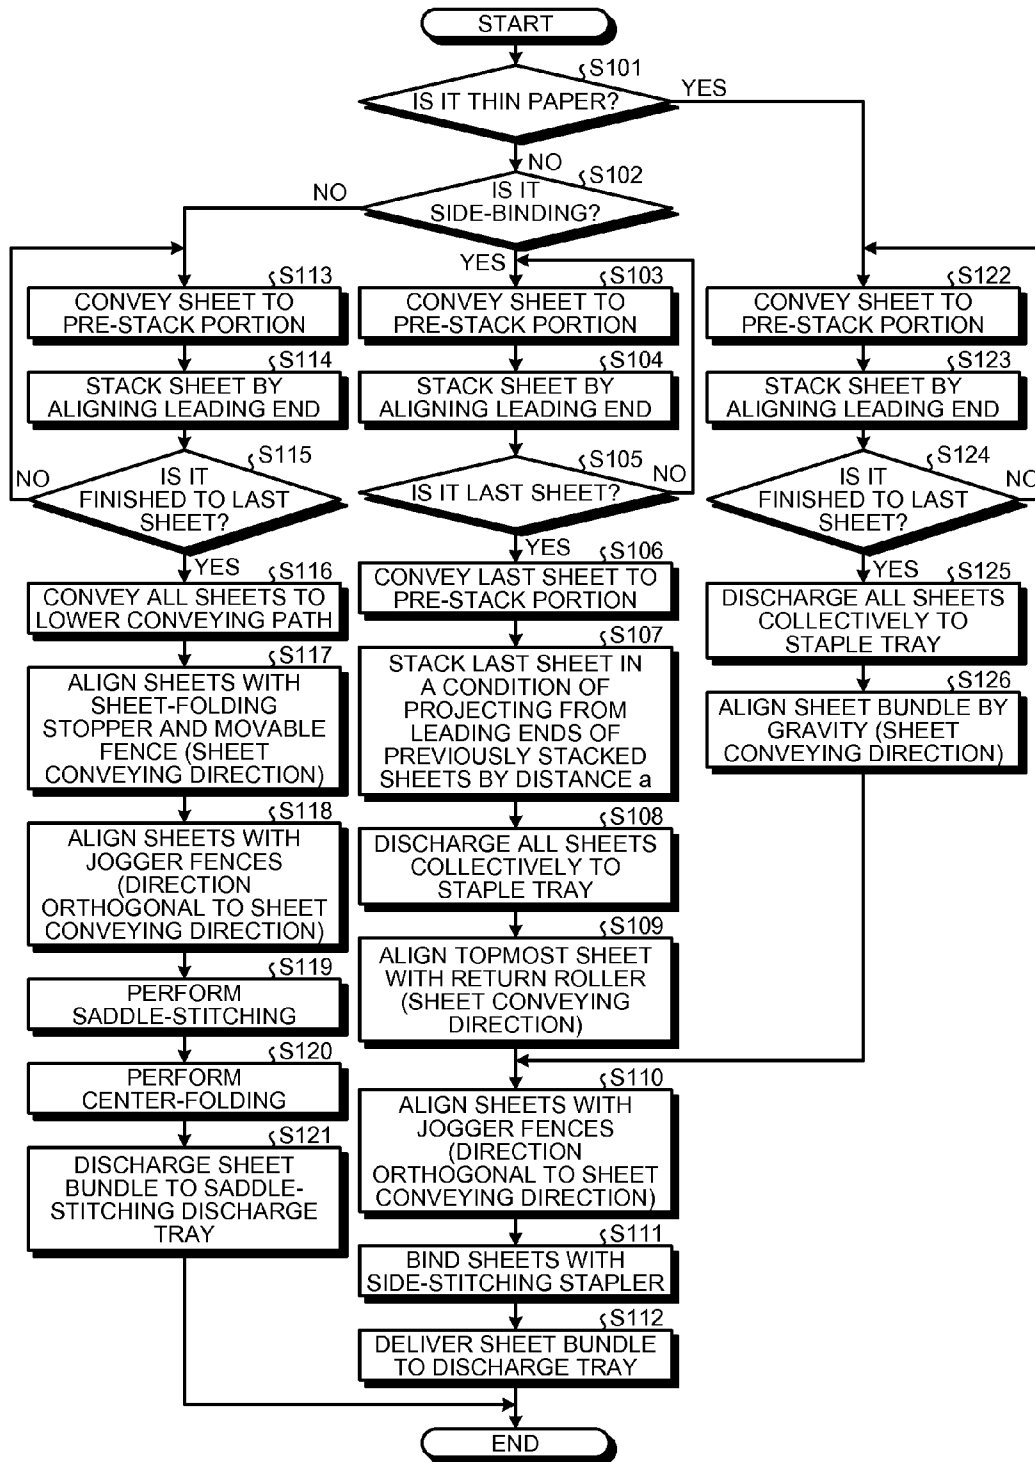 START
S101
IS IT THIN PAPER?
YES
NO
S102
IS IT
SIDE-BINDING?
NO
YES
S113
CONVEY SHEET TO
PRE-STACK PORTION
S114
STACK SHEET BY
ALIGNING LEADING END
S115
NO
IS IT
FINISHED TO LAST
SHEET?
YES
S116
CONVEY ALL SHEETS TO
LOWER CONVEYING PATH
S117
ALIGN SHEETS WITH
SHEET-FOLDING
STOPPER AND MOVABLE
FENCE (SHEET
CONVEYING DIRECTION)
S118
ALIGN SHEETS WITH
JOGGER FENCES
(DIRECTION
ORTHOGONAL TO SHEET
CONVEYING DIRECTION)
S119
PERFORM
SADDLE-STITCHING
S120
PERFORM
CENTER-FOLDING
S121
DISCHARGE SHEET
BUNDLE TO SADDLE-
STITCHING DISCHARGE
TRAY
S103
CONVEY SHEET TO
PRE-STACK PORTION
S104
STACK SHEET BY
ALIGNING LEADING END
S105
IS IT LAST SHEET?
NO
YES
S106
CONVEY LAST SHEET TO
PRE-STACK PORTION
S107
STACK LAST SHEET IN
A CONDITION OF
PROJECTING FROM
LEADING ENDS OF
PREVIOUSLY STACKED
SHEETS BY DISTANCE a
S108
DISCHARGE ALL SHEETS
COLLECTIVELY TO
STAPLE TRAY
S109
ALIGN TOPMOST SHEET
WITH RETURN ROLLER
(SHEET CONVEYING
DIRECTION)
S110
ALIGN SHEETS WITH
JOGGER FENCES
(DIRECTION
ORTHOGONAL TO SHEET
CONVEYING DIRECTION)
S111
BIND SHEETS WITH
SIDE-STITCHING STAPLER
S112
DELIVER SHEET BUNDLE
TO DISCHARGE TRAY
S122
CONVEY SHEET TO
PRE-STACK PORTION
S123
STACK SHEET BY
ALIGNING LEADING END
S124
IS IT
FINISHED TO LAST
SHEET?
NO
YES
S125
DISCHARGE ALL SHEETS
COLLECTIVELY TO
STAPLE TRAY
S126
ALIGN SHEET BUNDLE BY
GRAVITY (SHEET
CONVEYING DIRECTION)
END